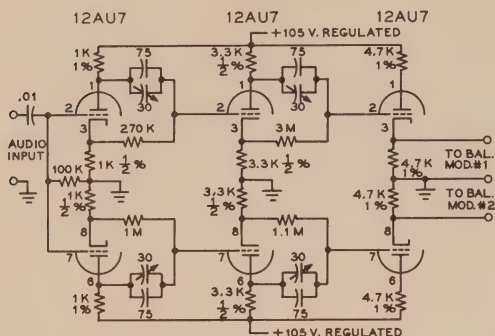 12AU7 12AU7 12AU7
+105 V. REGULATED
1K 1% 75 3.3K ½% 75 4.7K 1%
1 30 1 30 1
.01 2 2 2
3 270 K 3 3 M 3
AUDIO INPUT
100 K 1K ½% 3.3K ½% 4.7K 1%
TO BAL. MOD. #1
1K ½% 3,3K ½% 4.7K 1%
TO BAL. MOD. #2
8 1M 8 1.1 M 8
7 30 7 30 7
6 75 6 75 6
1K 1% 3.3K ½% 4.7K 1%
+105 V. REGULATED